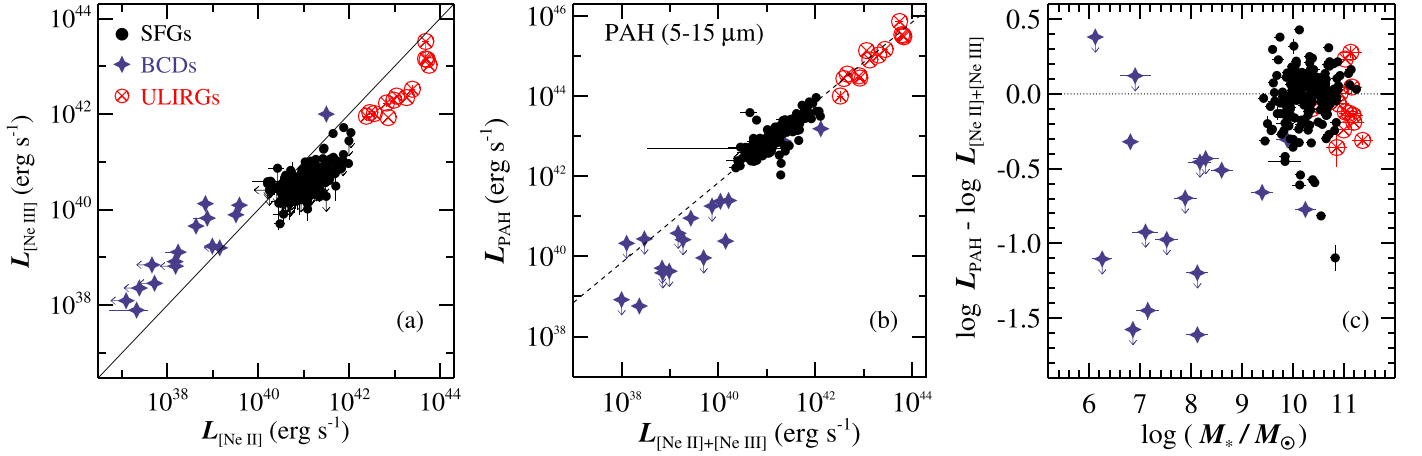 SFGs
BCDs
ULIRGs
(a)
10^44
10^42
10^40
10^38
L[Ne III] (erg s^-1)
10^38 10^40 10^42 10^44
L[Ne II] (erg s^-1)
PAH (5-15 μm)
(b)
10^46
10^44
10^42
10^40
10^38
LPAH (erg s^-1)
10^38 10^40 10^42 10^44
L[Ne II]+[Ne III] (erg s^-1)
(c)
0.5
0.0
-0.5
-1.0
-1.5
log LPAH - log L[Ne II]+[Ne III]
6 7 8 9 10 11
log (M*/M⊙)